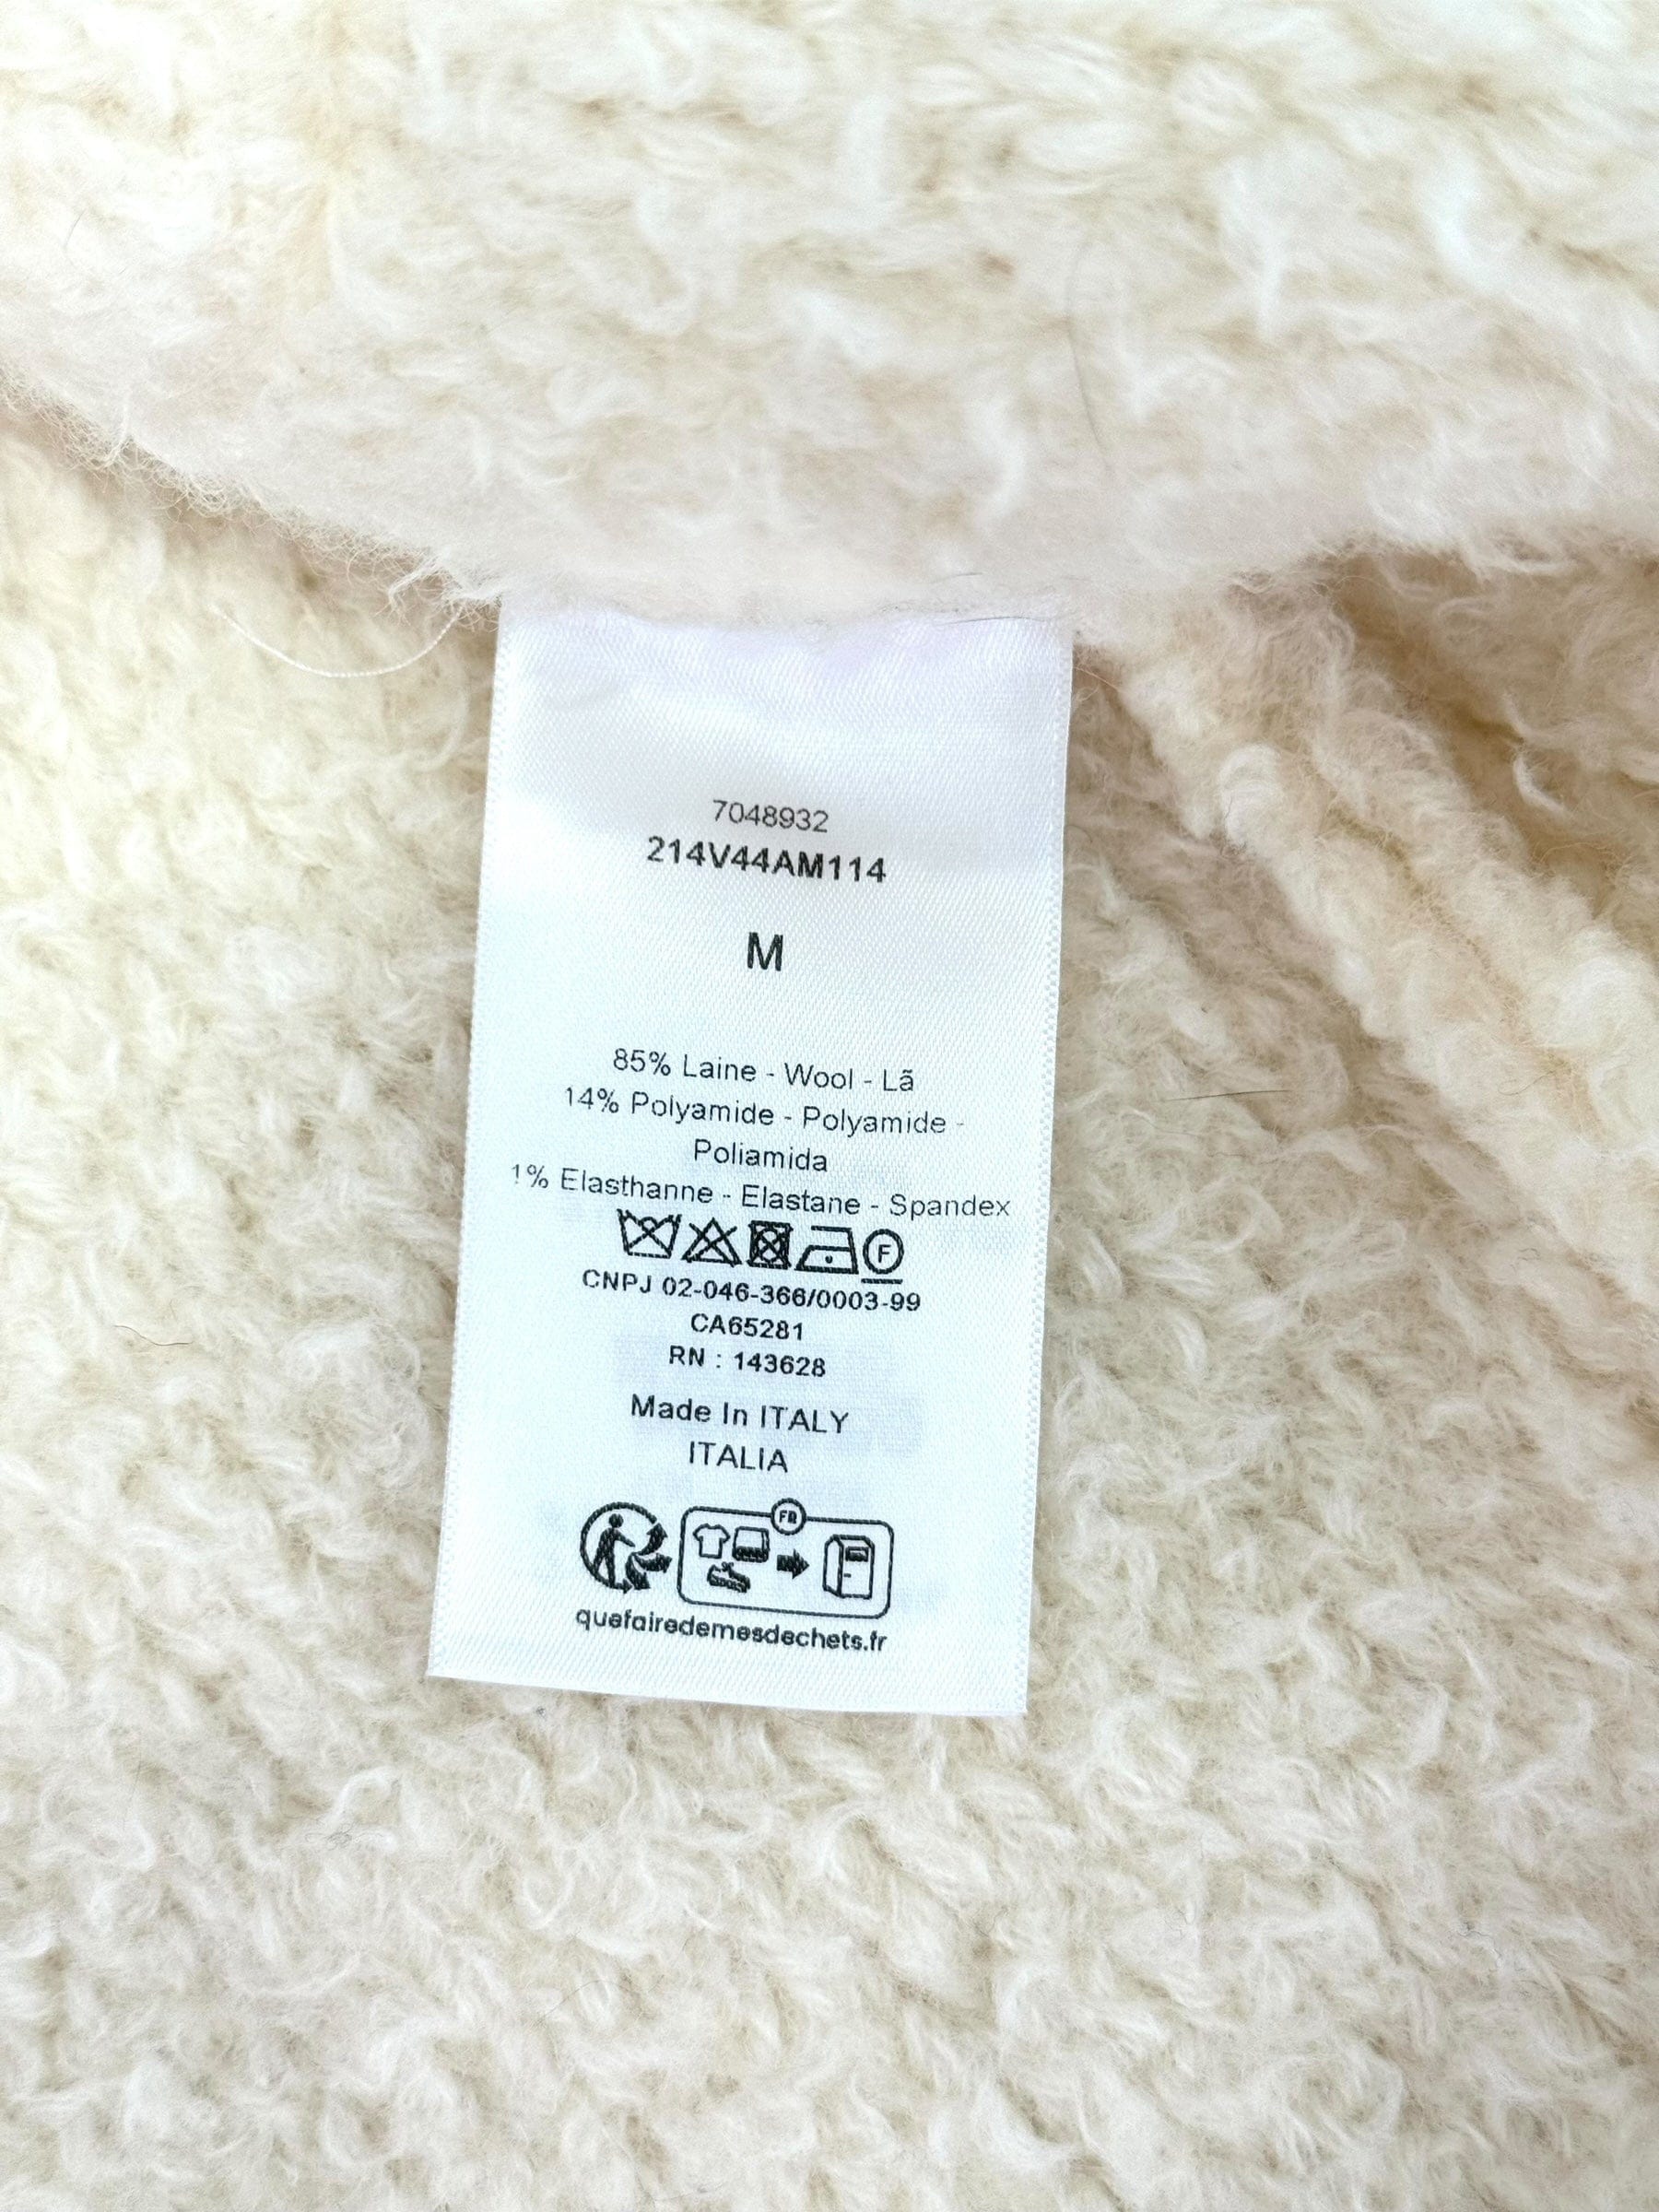 7048932
214V44AM114
M
85% Laine - Wool - Lã
14% Polyamide - Polyamide -
Poliamida
1% Elasthanne - Elastane - Spandex
F
CNPJ 02-046-366/0003-99
CA65281
RN : 143628
Made In ITALY
ITALIA
FR
quefairedemesdechets.fr